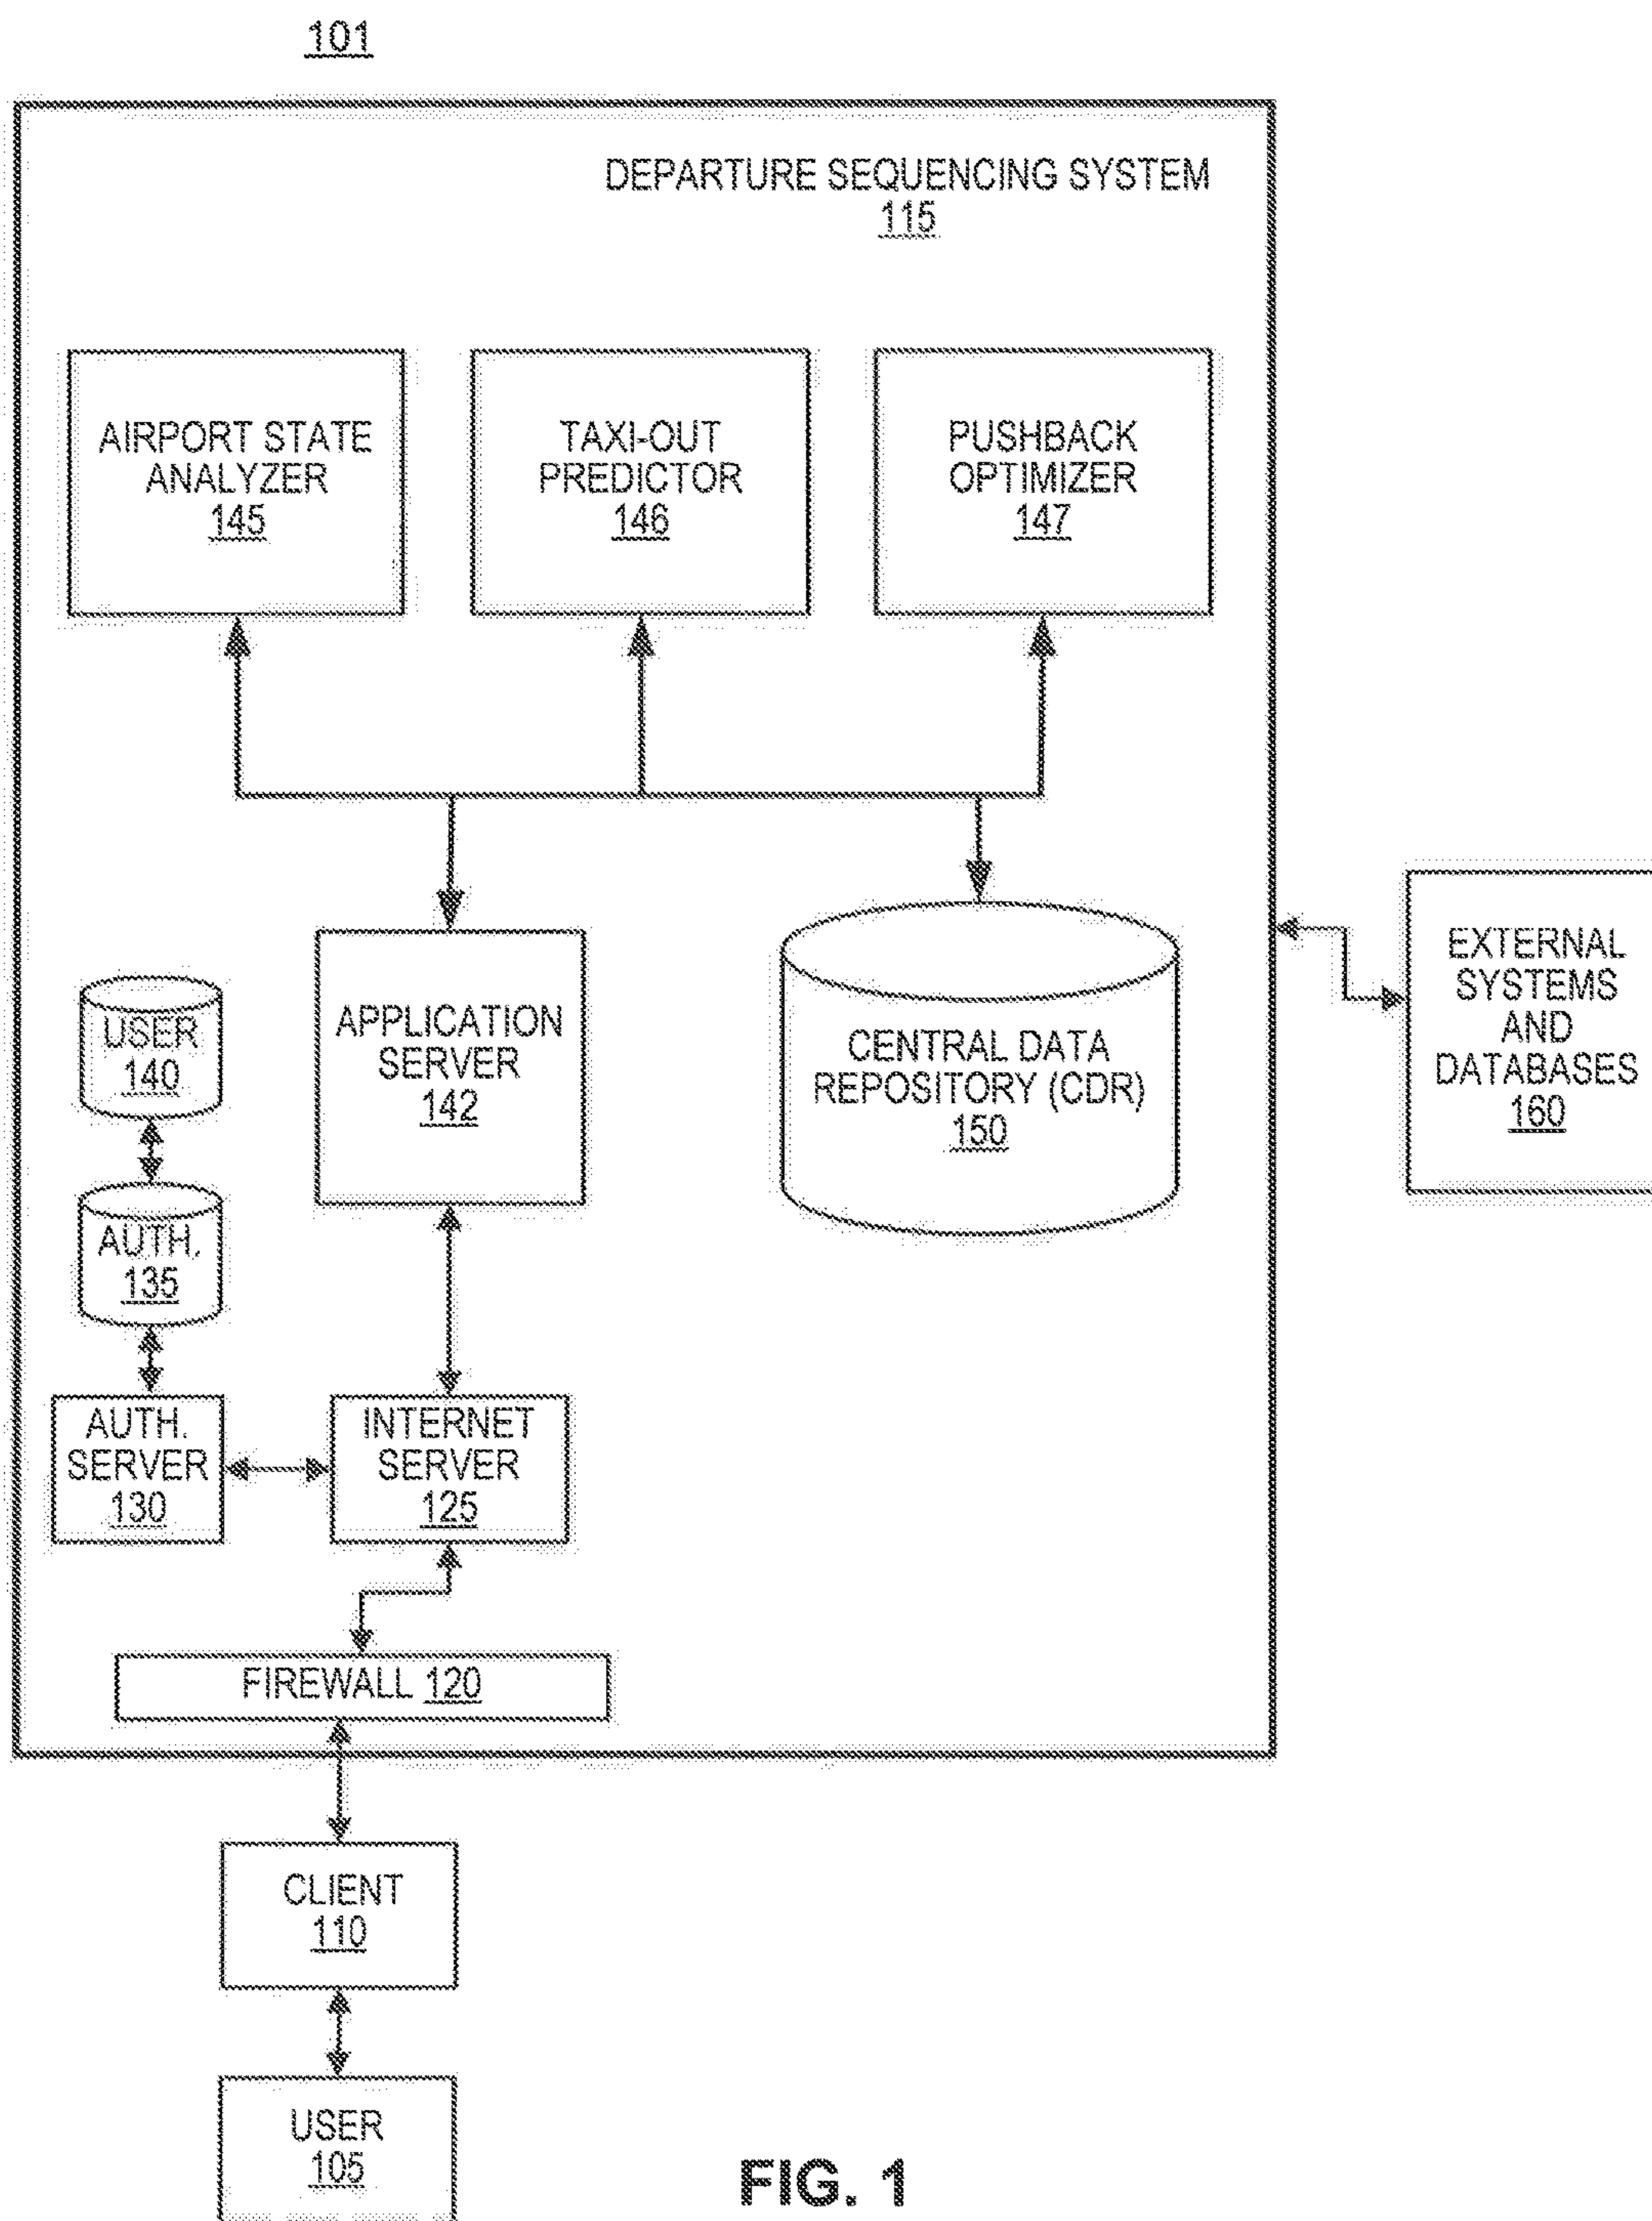 101
DEPARTURE SEQUENCING SYSTEM
115
AIRPORT STATE
ANALYZER
145
TAXI-OUT
PREDICTOR
146
PUSHBACK
OPTIMIZER
147
USER
140
AUTH.
135
APPLICATION
SERVER
142
CENTRAL DATA
REPOSITORY (CDR)
150
EXTERNAL
SYSTEMS
AND
DATABASES
160
AUTH.
SERVER
130
INTERNET
SERVER
125
FIREWALL 120
CLIENT
110
USER
105
FIG. 1